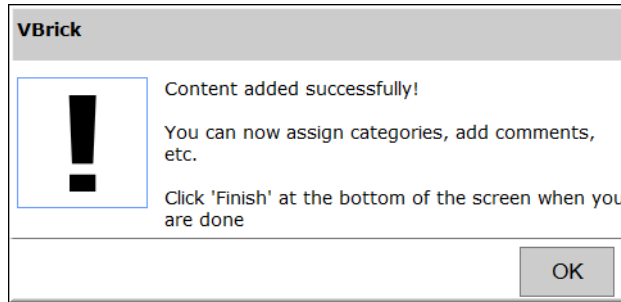 VBrick
Content added successfully!
You can now assign categories, add comments,
etc.
Click 'Finish' at the bottom of the screen when you
are done
OK